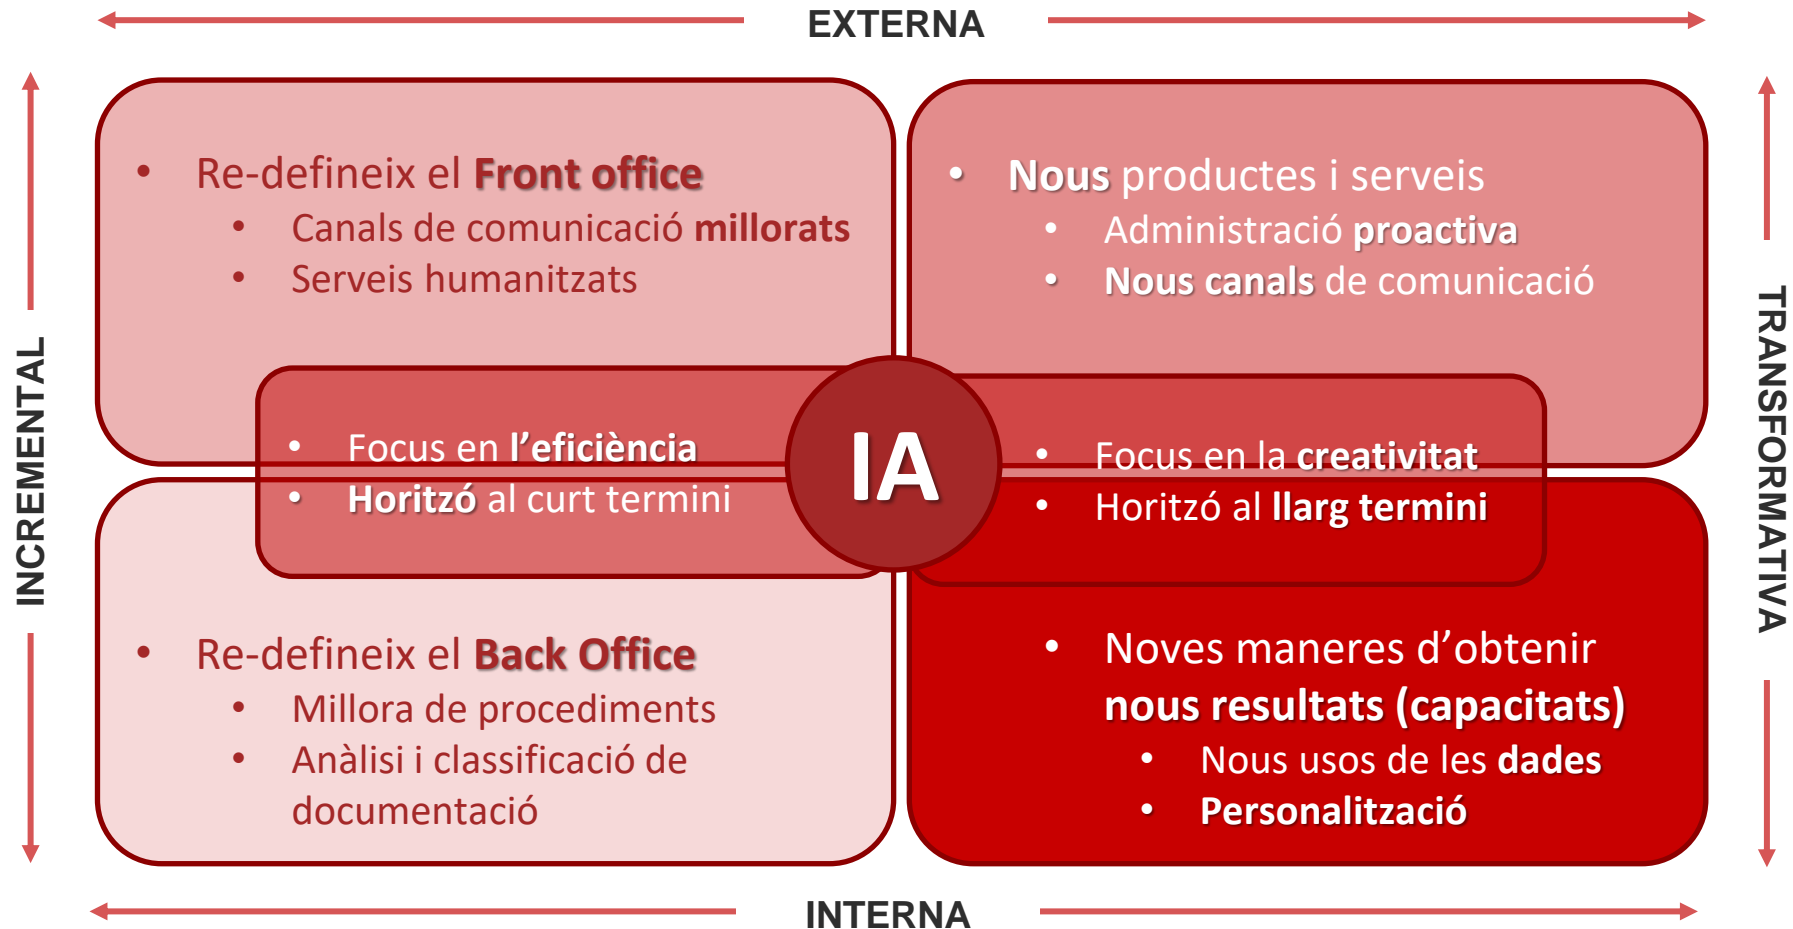 EXTERNA
INCREMENTAL
• Re-defineix el Front office
• Canals de comunicació millorats
• Serveis humanitzats
• Nous productes i serveis
• Administració proactiva
• Nous canals de comunicació
• Focus en l’eficiència
• Horitzó al curt termini
IA
• Focus en la creativitat
• Horitzó al llarg termini
• Re-defineix el Back Office
• Millora de procediments
• Anàlisi i classificació de
documentació
• Noves maneres d’obtenir
nous resultats (capacitats)
• Nous usos de les dades
• Personalització
TRANSFORMATIVA
INTERNA